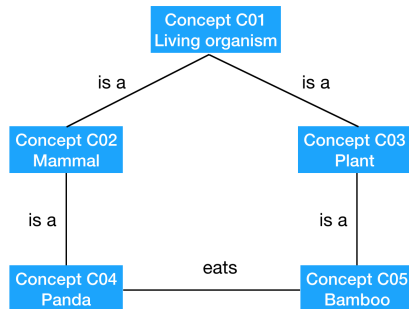 Concept C01
Living organism
is a
is a
Concept C02
Mammal
Concept C03
Plant
is a
is a
eats
Concept C04
Panda
Concept C05
Bamboo